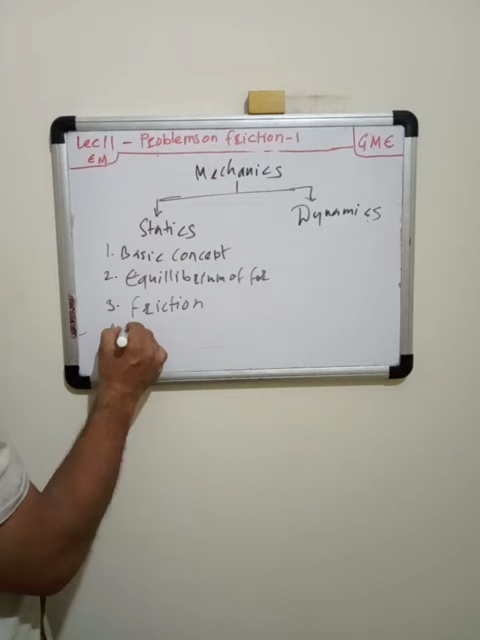 Lec11 - Problems on friction-1
EM
GME
Mechanics
Statics
Dynamics
1. Basic concept
2. Equillibrium of for
3. friction